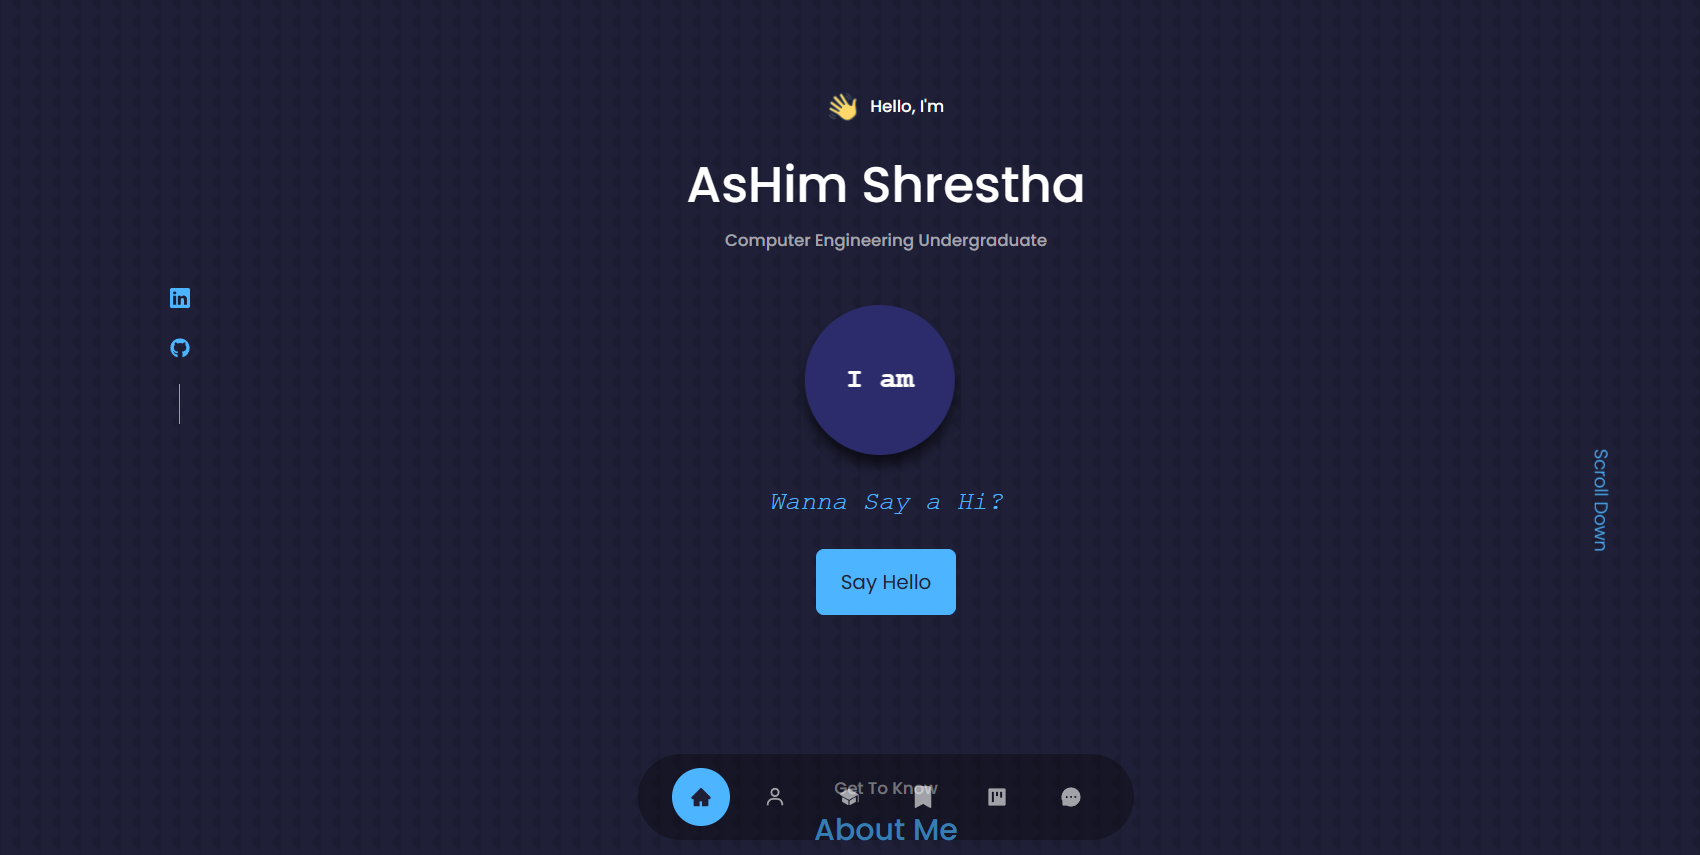 Hello, I'm
AsHim Shrestha
Computer Engineering Undergraduate
in
I am
Wanna Say a Hi?
Scroll Down
Say Hello
Get To Know
About Me